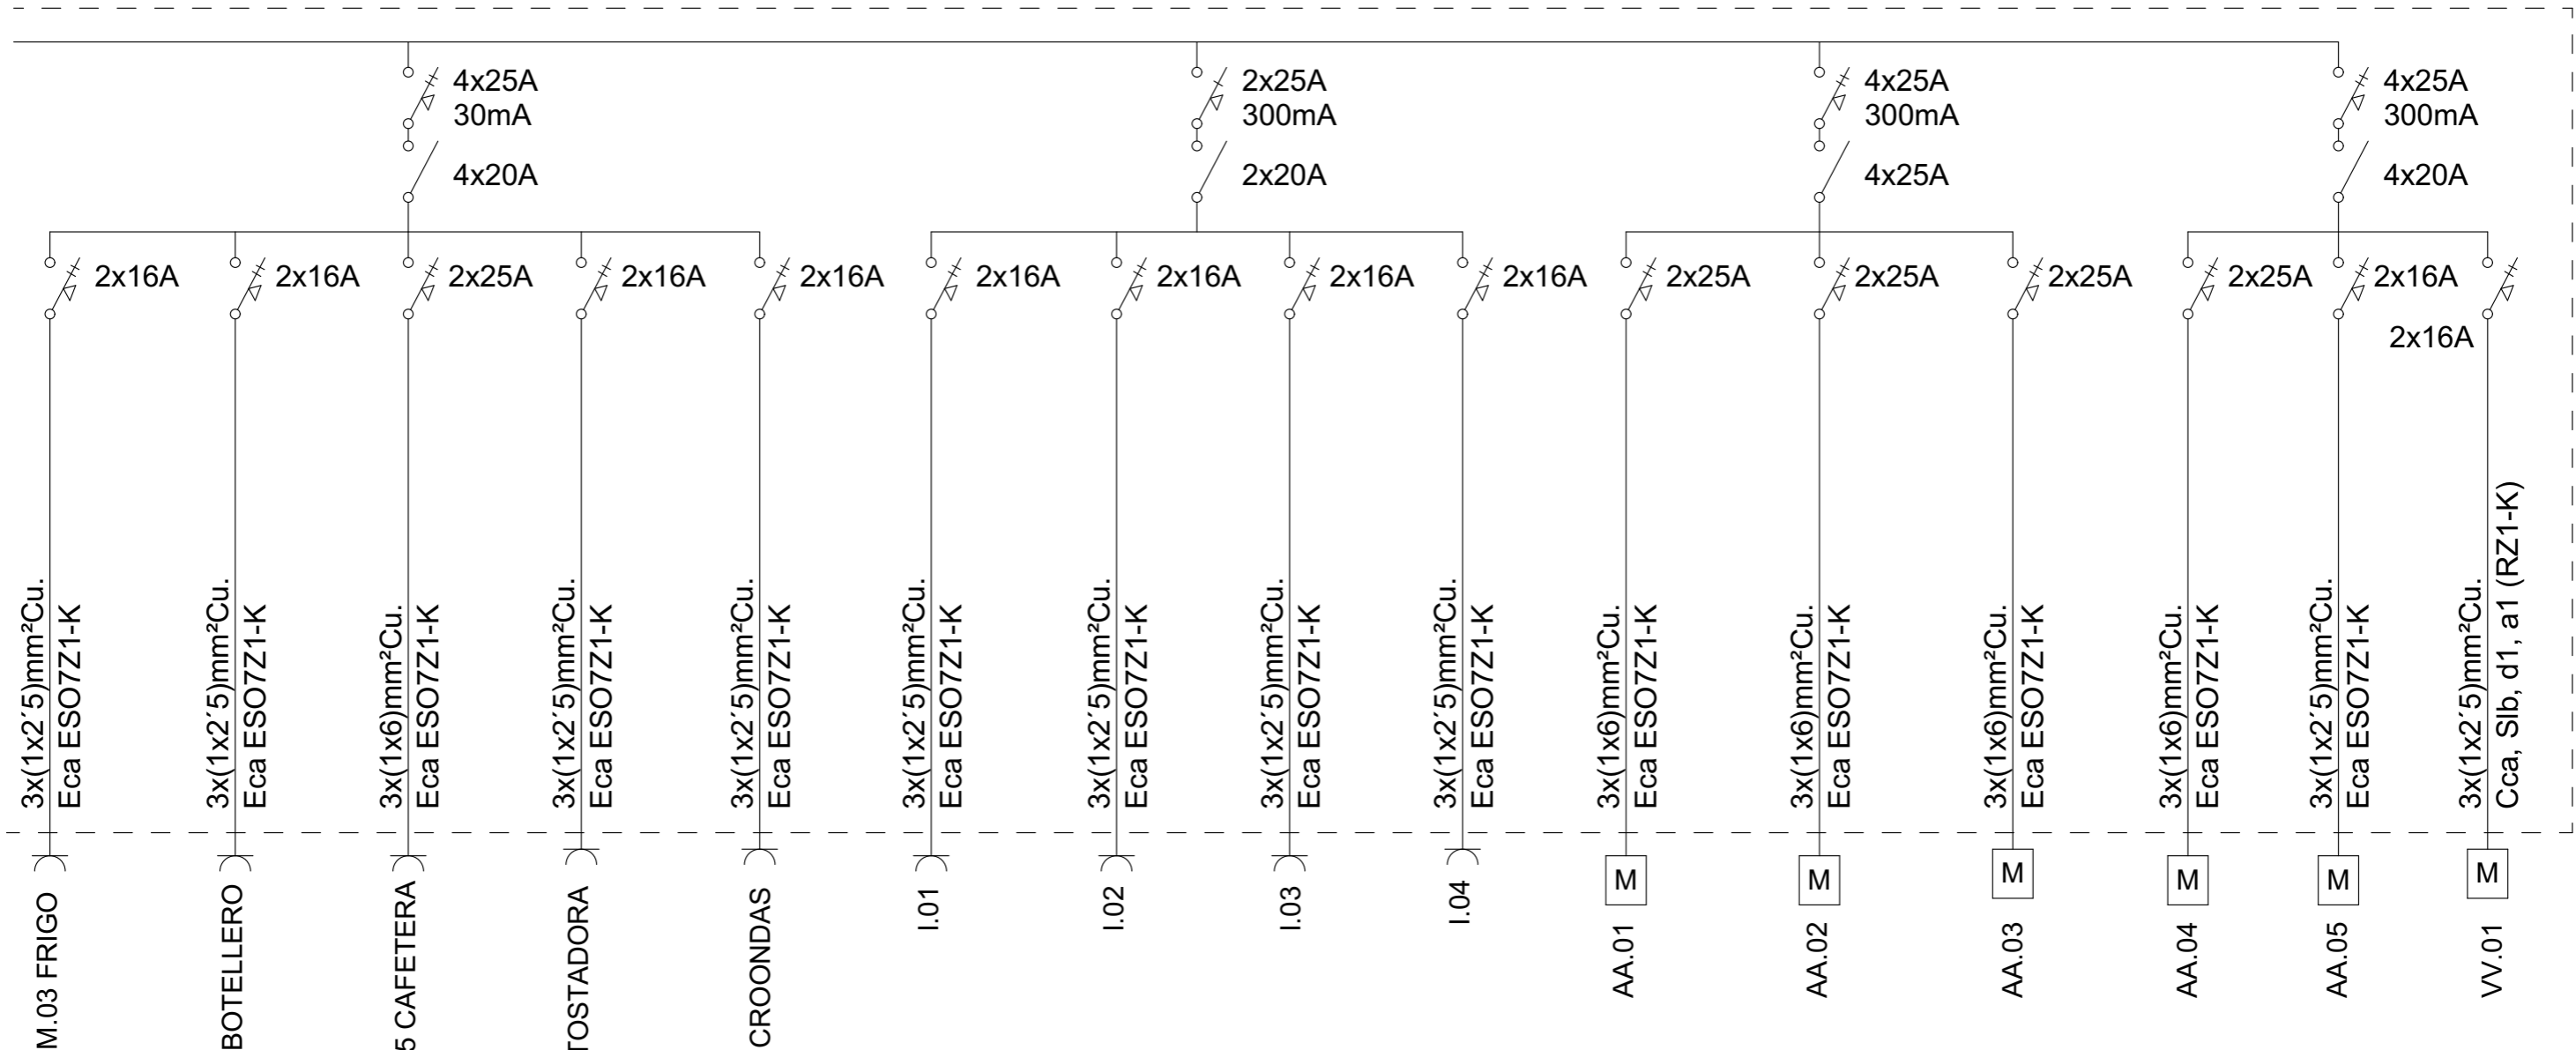 4x25A
30mA
4x20A
2x25A
300mA
2x20A
4x25A
300mA
4x25A
4x25A
300mA
4x20A
2x16A
2x16A
2x25A
2x16A
2x16A
2x16A
2x16A
2x16A
2x16A
2x25A
2x25A
2x25A
2x25A
2x16A
2x16A
3x(1x2´5)mm²Cu.
Eca ESO7Z1-K
3x(1x2´5)mm²Cu.
Eca ESO7Z1-K
3x(1x6)mm²Cu.
Eca ESO7Z1-K
3x(1x2´5)mm²Cu.
Eca ESO7Z1-K
3x(1x2´5)mm²Cu.
Eca ESO7Z1-K
3x(1x2´5)mm²Cu.
Eca ESO7Z1-K
3x(1x2´5)mm²Cu.
Eca ESO7Z1-K
3x(1x2´5)mm²Cu.
Eca ESO7Z1-K
3x(1x2´5)mm²Cu.
Eca ESO7Z1-K
3x(1x6)mm²Cu.
Eca ESO7Z1-K
3x(1x6)mm²Cu.
Eca ESO7Z1-K
3x(1x6)mm²Cu.
Eca ESO7Z1-K
3x(1x6)mm²Cu.
Eca ESO7Z1-K
3x(1x2´5)mm²Cu.
Eca ESO7Z1-K
3x(1x2´5)mm²Cu.
Cca, Slb, d1, a1 (RZ1-K)
M
M
M
M
M
M
M.03 FRIGO
BOTELLERO
5 CAFETERA
TOSTADORA
CROONDAS
I.01
I.02
I.03
I.04
AA.01
AA.02
AA.03
AA.04
AA.05
VV.01